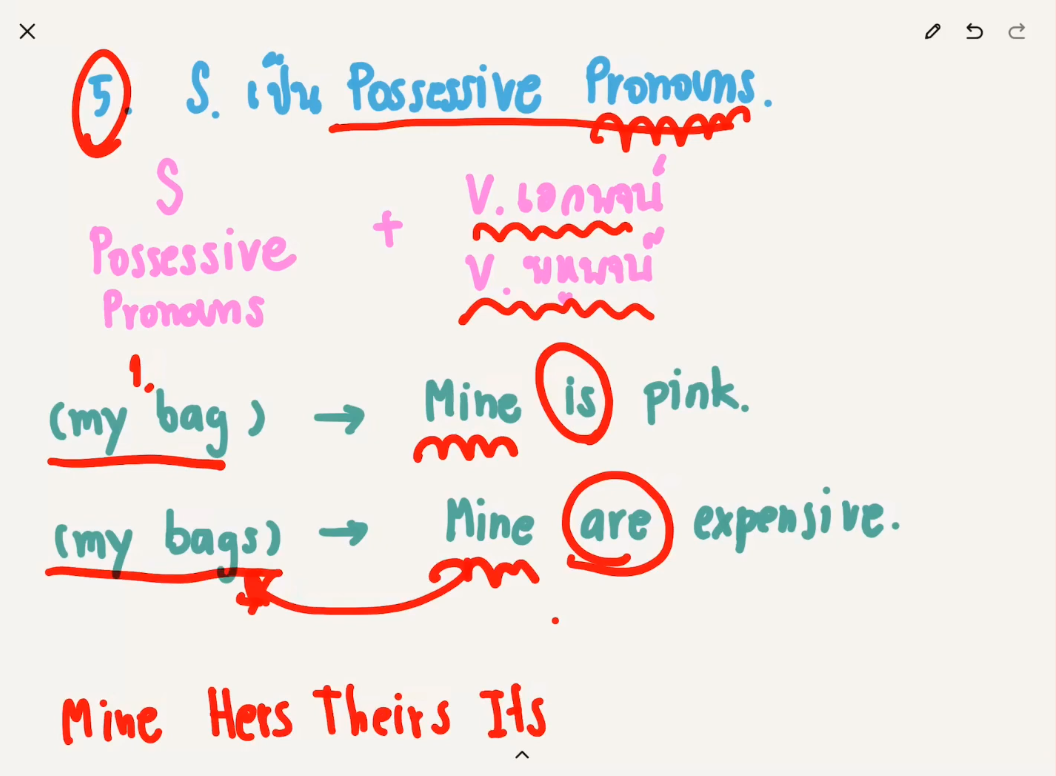 5. S. เป็น Possessive Pronouns.
S
Possessive
Pronouns
+
V. เอกพจน์
V. พหูพจน์
1.
(my bag) → Mine is pink.
(my bags) → Mine are expensive.
Mine Hers Theirs Its